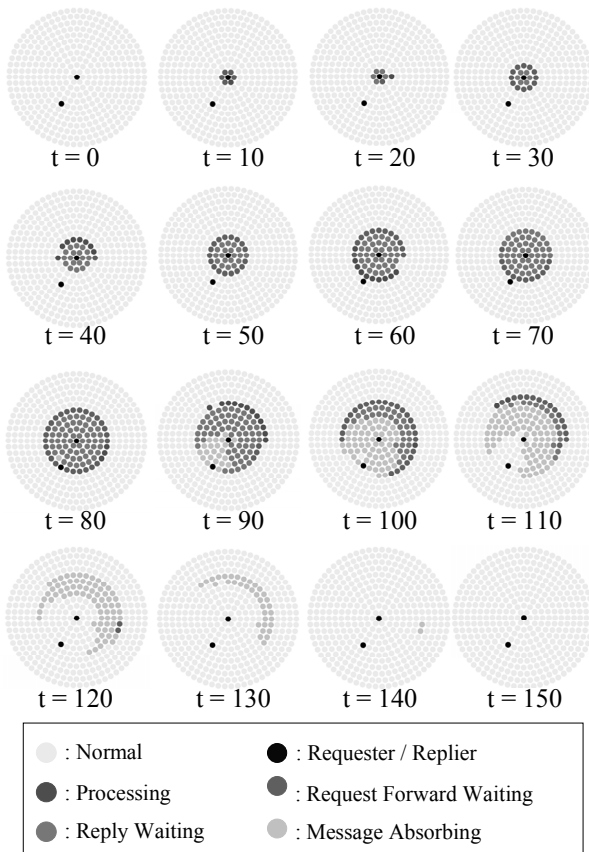 t = 0 t = 10 t = 20 t = 30
t = 40 t = 50 t = 60 t = 70
t = 80 t = 90 t = 100 t = 110
t = 120 t = 130 t = 140 t = 150
: Normal : Requester / Replier
: Processing : Request Forward Waiting
: Reply Waiting : Message Absorbing